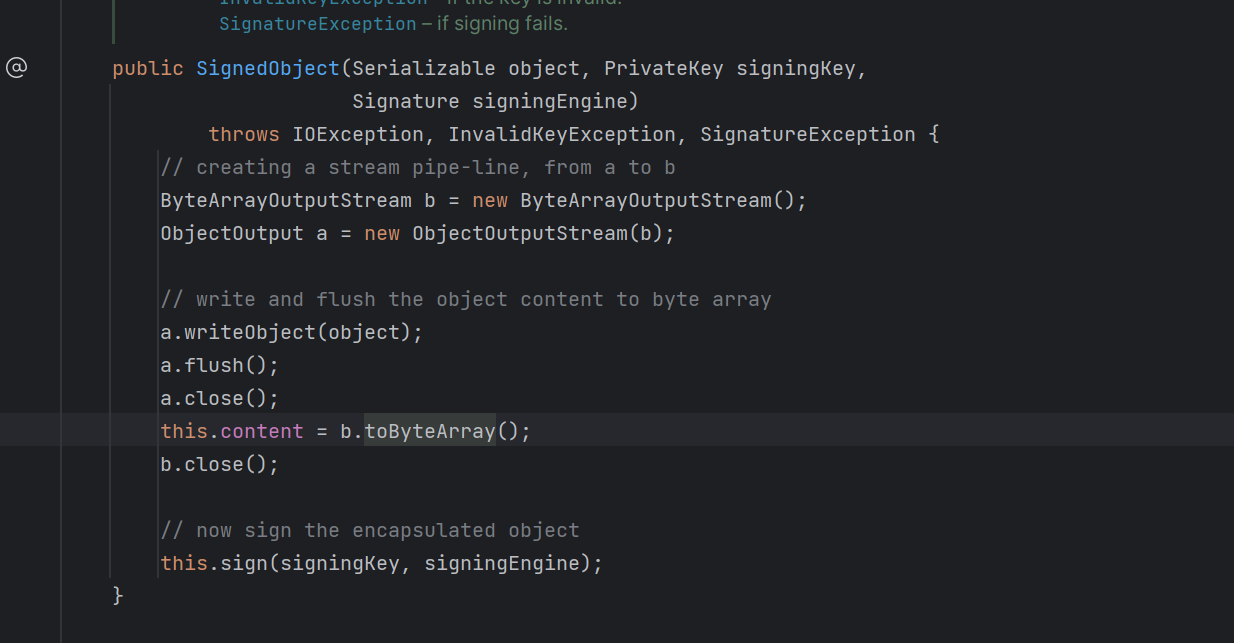 InvalidKeyException – if the key is invalid.
SignatureException – if signing fails.
@
public SignedObject(Serializable object, PrivateKey signingKey,
Signature signingEngine)
throws IOException, InvalidKeyException, SignatureException {
// creating a stream pipe-line, from a to b
ByteArrayOutputStream b = new ByteArrayOutputStream();
ObjectOutput a = new ObjectOutputStream(b);
// write and flush the object content to byte array
a.writeObject(object);
a.flush();
a.close();
this.content = b.toByteArray();
b.close();
// now sign the encapsulated object
this.sign(signingKey, signingEngine);
}